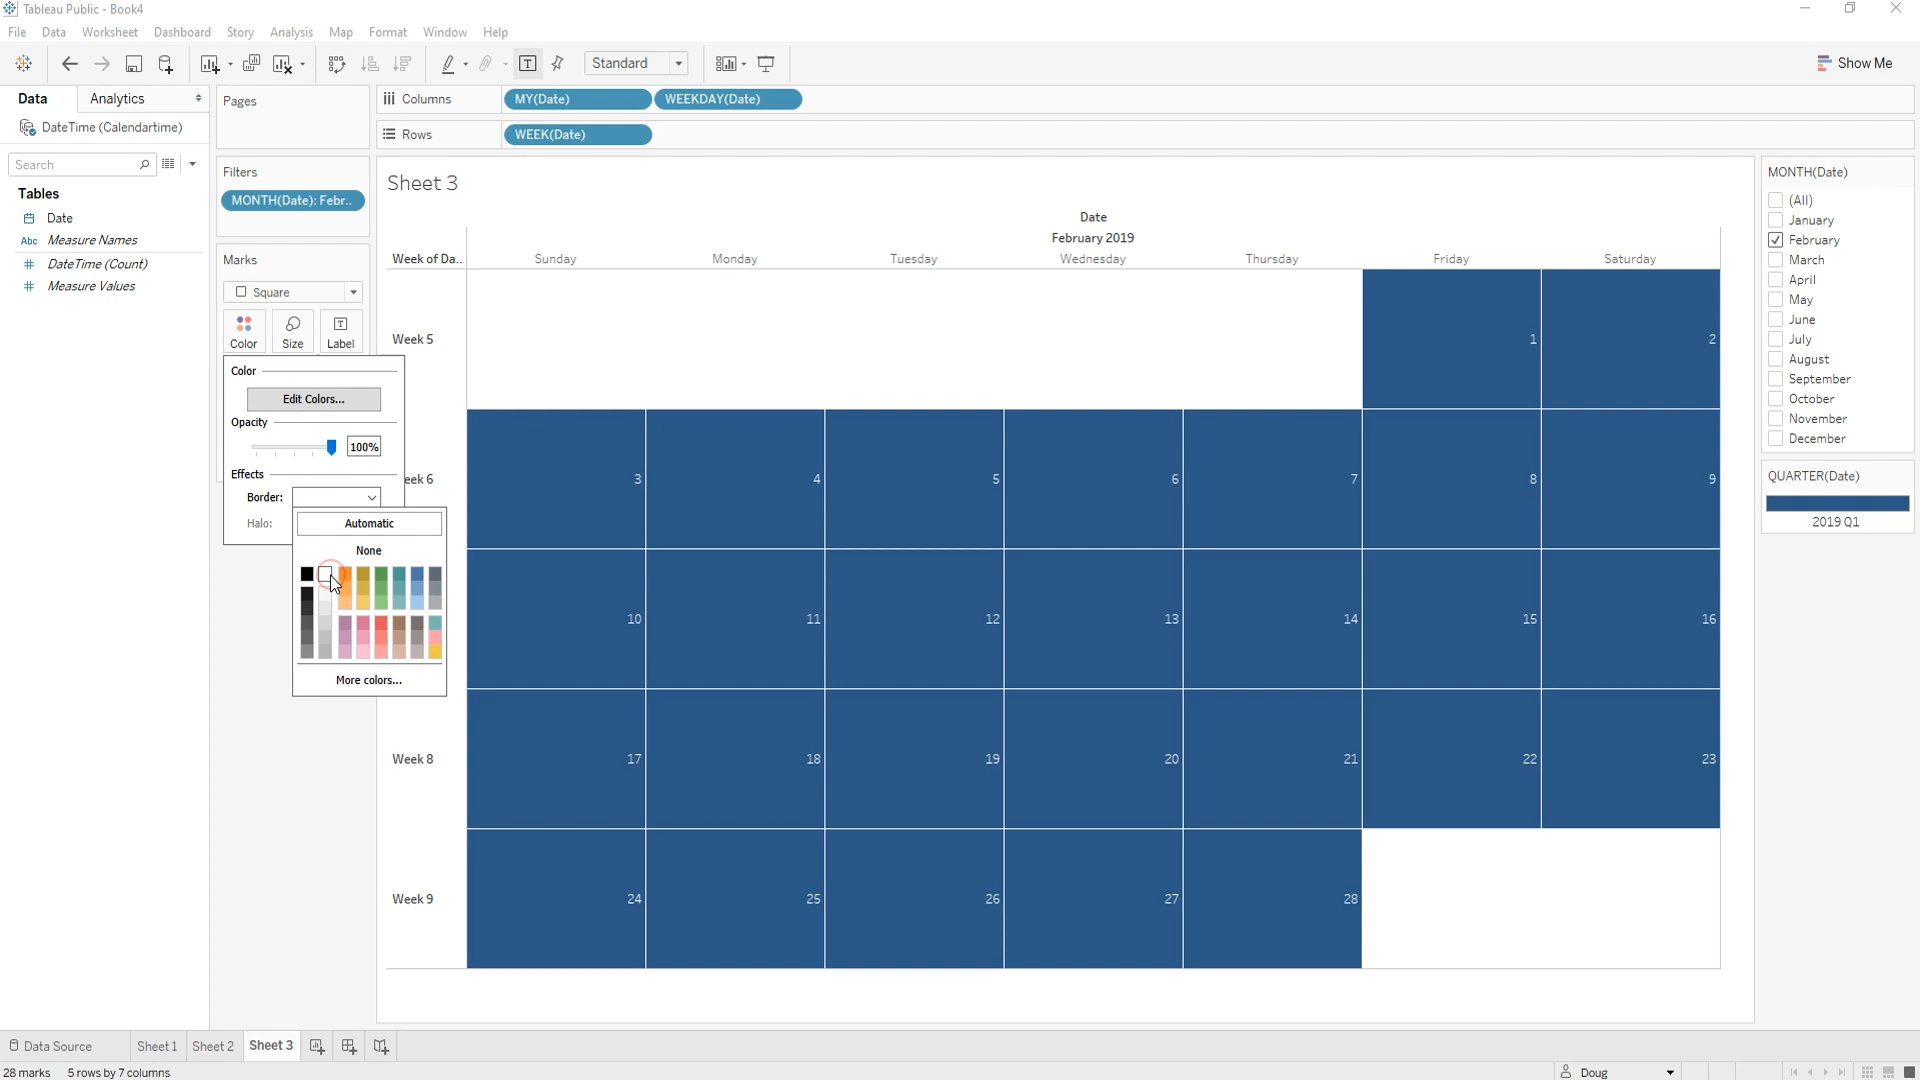 Tableau Public - Book4
File Data Worksheet Dashboard Story Analysis Map Format Window Help
Standard
Show Me
Data Analytics
DateTime (Calendartime)
Search
Tables
Date
Abc Measure Names
# DateTime (Count)
# Measure Values
Pages
Filters
MONTH(Date): Febr..
Marks
Square
Color Size Label
Color
Edit Colors...
Opacity
100%
Effects
Border:
Halo:
Automatic
None
More colors...
Columns MY(Date) WEEKDAY(Date)
Rows WEEK(Date)
Sheet 3
Date
February 2019
Week of Da.. Sunday Monday Tuesday Wednesday Thursday Friday Saturday
Week 5 1 2
eek 6 3 4 5 6 7 8 9
10 11 12 13 14 15 16
Week 8 17 18 19 20 21 22 23
Week 9 24 25 26 27 28
MONTH(Date)
(All)
January
February
March
April
May
June
July
August
September
October
November
December
QUARTER(Date)
2019 Q1
Data Source Sheet 1 Sheet 2 Sheet 3
28 marks 5 rows by 7 columns
Doug